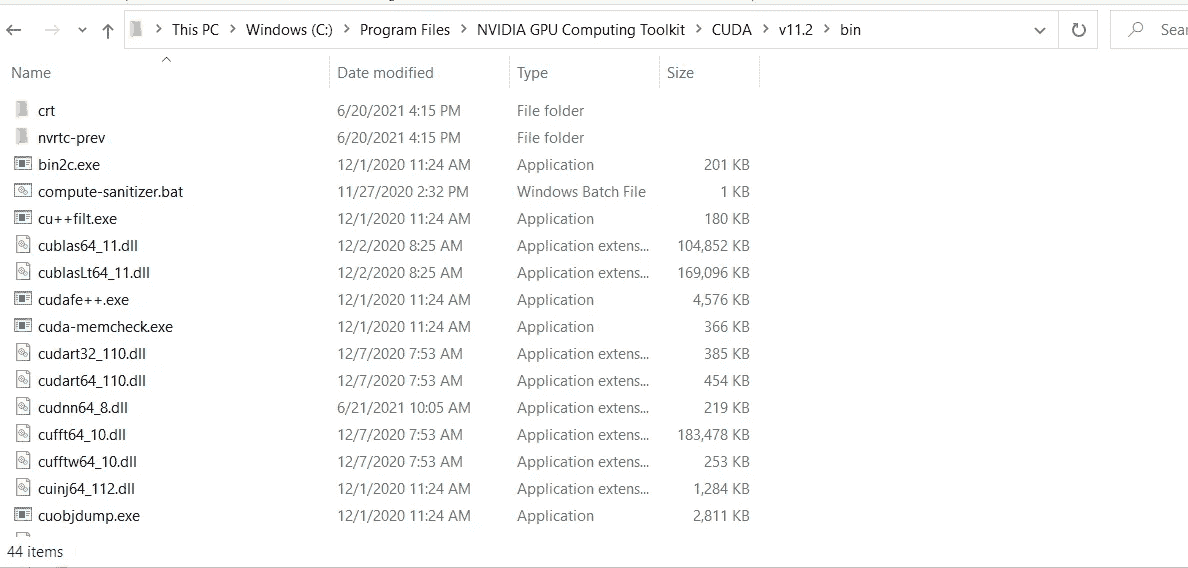 This PC > Windows (C:) > Program Files > NVIDIA GPU Computing Toolkit > CUDA > v11.2 > bin
Name Date modified Type Size
crt 6/20/2021 4:15 PM File folder
nvrtc-prev 6/20/2021 4:15 PM File folder
bin2c.exe 12/1/2020 11:24 AM Application 201 KB
compute-sanitizer.bat 11/27/2020 2:32 PM Windows Batch File 1 KB
cu++filt.exe 12/1/2020 11:24 AM Application 180 KB
cublas64_11.dll 12/2/2020 8:25 AM Application extens... 104,852 KB
cublasLt64_11.dll 12/2/2020 8:25 AM Application extens... 169,096 KB
cudafe++.exe 12/1/2020 11:24 AM Application 4,576 KB
cuda-memcheck.exe 12/1/2020 11:24 AM Application 366 KB
cudart32_110.dll 12/7/2020 7:53 AM Application extens... 385 KB
cudart64_110.dll 12/7/2020 7:53 AM Application extens... 454 KB
cudnn64_8.dll 6/21/2021 10:05 AM Application extens... 219 KB
cufft64_10.dll 12/7/2020 7:53 AM Application extens... 183,478 KB
cufftw64_10.dll 12/7/2020 7:53 AM Application extens... 253 KB
cuinj64_112.dll 12/1/2020 11:24 AM Application extens... 1,284 KB
cuobjdump.exe 12/1/2020 11:24 AM Application 2,811 KB
44 items